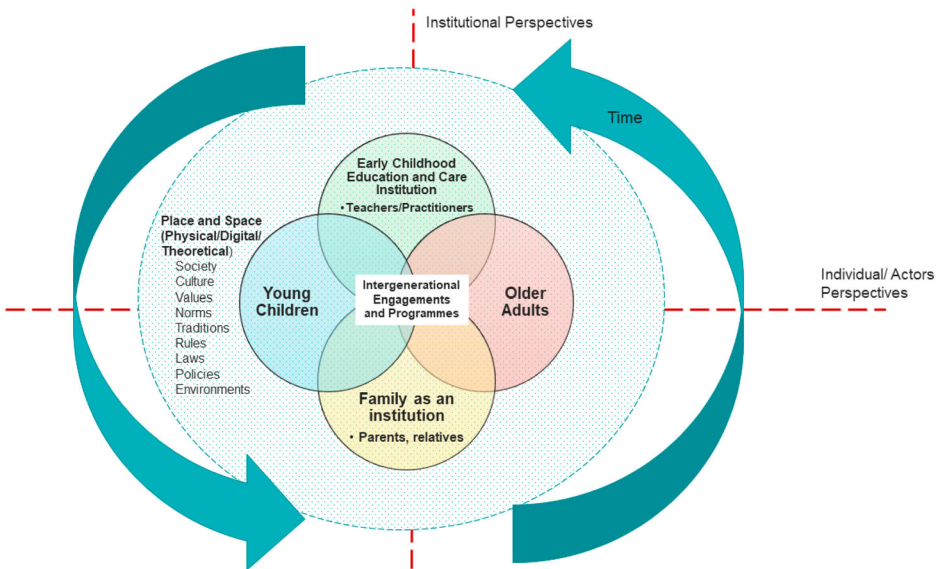 Institutional Perspectives
Time
Early Childhood
Education and Care
Institution
• Teachers/Practitioners
Place and Space
(Physical/Digital/
Theoretical)
Society
Culture
Values
Norms
Traditions
Rules
Laws
Policies
Environments
Young
Children
Intergenerational
Engagements
and Programmes
Older
Adults
Individual/ Actors
Perspectives
Family as an
institution
• Parents, relatives